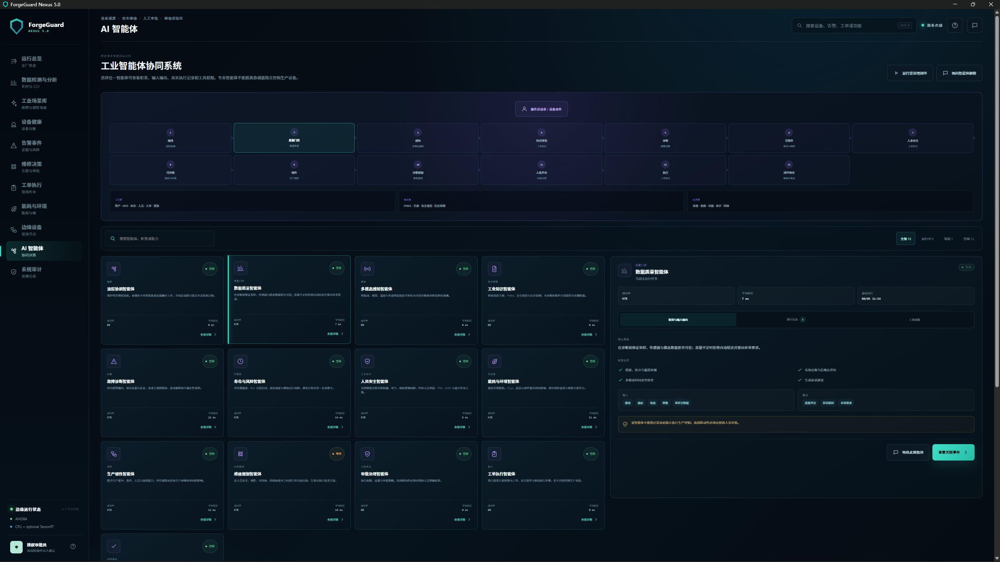 ForgeGuard Nexus 5.0
ForgeGuard
NEXUS 5.0
运行总览
全厂状态
数据检测与分析
实时与 CSV
工业场景库
故障与韧性场景
设备健康
设备台账
告警事件
证据与风险
维修决策
方案与审批
工单执行
现场作业
能耗与环境
能耗与碳
边缘设备
现场节点
AI 智能体
协同决策
系统审计
追溯记录
边缘运行状态
2 个节点在线
AMD64
CPU + optional TensorRT
审
授权审批员
高风险操作由人确认
设备健康 · 安全维修 · 人工审批 · 维修后验证
AI 智能体
搜索设备、告警、工单或功能
Ctrl K
服务在线
受治理多智能体运行时
工业智能体协同系统
选择任一智能体可查看职责、输入输出、真实执行记录和工具权限。专业智能体不能脱离协调器独立控制生产设备。
运行受治理闭环
询问智能体解释
操作员请求 / 设备事件
1
编排
流程协调
2
质量门控
数据质量
3
感知
多模态感知
4
知识增强
工业知识
5
诊断
故障诊断
6
可靠性
寿命与风险
7
人本安全
人员安全
8
可持续
能耗与环境
9
韧性
生产韧性
10
决策规划
维修规划
11
人机共治
审批治理
12
执行
工单执行
13
闭环验证
维修后验证
工具层
资产 · MES · 库存 · 人员 · 工单 · 搜索
知识层
FMEA · 手册 · 安全规范 · 历史案例
治理层
审批 · 权限 · 证据 · 审计 · 回滚
搜索智能体、职责或能力
全部 13
运行中 0
等待 1
空闲 12
空闲
编排
流程协调智能体
维护受治理状态机，协调各专业智能体按证据顺序工作，并保证流程只能沿合法状态迁移。
成功率
平均延迟
0%
0 ms
查看详情
空闲
质量门控
数据质量智能体
在诊断前验证采样、传感器与模态数据是否可信；质量不足时拒绝自动结论并提出补采要
求。
成功率
平均延迟
97%
7 ms
查看详情
空闲
感知
多模态感知智能体
将振动、视觉、温度与电流等原始信号转化为可供诊断使用的结构化观测。
成功率
平均延迟
0%
0 ms
查看详情
空闲
知识增强
工业知识智能体
检索设备手册、FMEA、安全规范与历史案例，为诊断和维护方案提供可追溯依据。
成功率
平均延迟
0%
0 ms
查看详情
空闲
诊断
故障诊断智能体
综合模型输出、知识证据与反证，形成主故障假设、备选解释和不确定性说明。
成功率
平均延迟
97%
22 ms
查看详情
空闲
可靠性
寿命与风险智能体
评估健康度、RUL 分位区间、恶化速度与继续运行风险，避免只给出单一寿命数字。
成功率
平均延迟
97%
14 ms
查看详情
空闲
人本安全
人员安全智能体
识别维修过程中的机械、电气、热和重物风险，约束人员资质、PPE、LOTO 与最少作业人
数。
成功率
平均延迟
97%
9 ms
查看详情
空闲
可持续
能耗与环境智能体
量化异常能耗、CO₂e、废品与部件循环利用影响，使环境价值进入维修方案评分。
成功率
平均延迟
97%
11 ms
查看详情
空闲
韧性
生产韧性智能体
联合生产缓冲、备件、人员与离线能力，评估故障对连续生产和恢复时间的影响。
成功率
平均延迟
97%
12 ms
查看详情
等待
决策规划
维修规划智能体
在人员安全、韧性、可持续、停机和成本之间进行多目标比较，生成可执行备选方案。
成功率
平均延迟
97%
18 ms
查看详情
空闲
人机共治
审批治理智能体
执行权限、证据与审批策略；高风险动作必须由授权人员明确批准。
成功率
平均延迟
0%
0 ms
查看详情
空闲
执行
工单执行智能体
将已批准方案转换为工单、安全清单与移动执行步骤，但不直接控制生产设备。
成功率
平均延迟
0%
0 ms
查看详情
空闲
闭环验证
质量门控
数据质量智能体
当前无运行任务
空闲
成功率
97%
平均延迟
7 ms
最近运行
08/05 11:54
职责与输入输出
执行记录 2
工具权限
核心使命
在诊断前验证采样、传感器与模态数据是否可信；质量不足时拒绝自动结论并提出补采要求。
职责边界
削波、掉点与偏置检测
有效位数与信噪比评估
多模态时间对齐检查
生成补采建议
输入
振动 温度 电流 图像 采样元数据
输出
质量评分 拒识原因 补采要求
该智能体不能绕过状态机独立执行生产控制；高风险动作必须由授权人员审批。
询问此智能体
查看关联事件